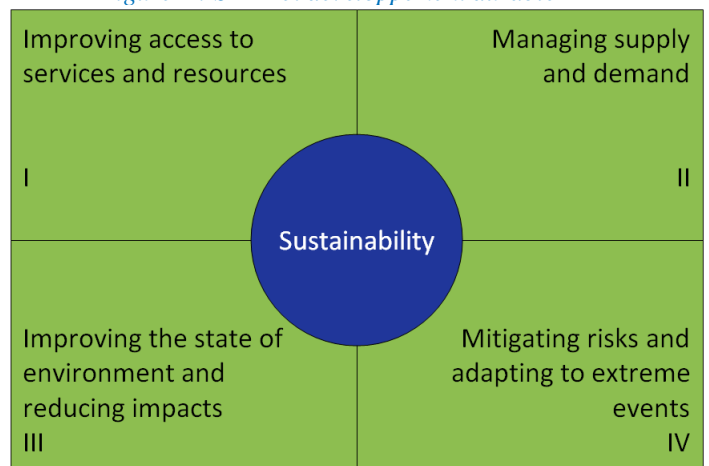 Improving access to
services and resources
I
Managing supply
and demand
II
Sustainability
Improving the state of
environment and
reducing impacts
III
Mitigating risks and
adapting to extreme
events
IV